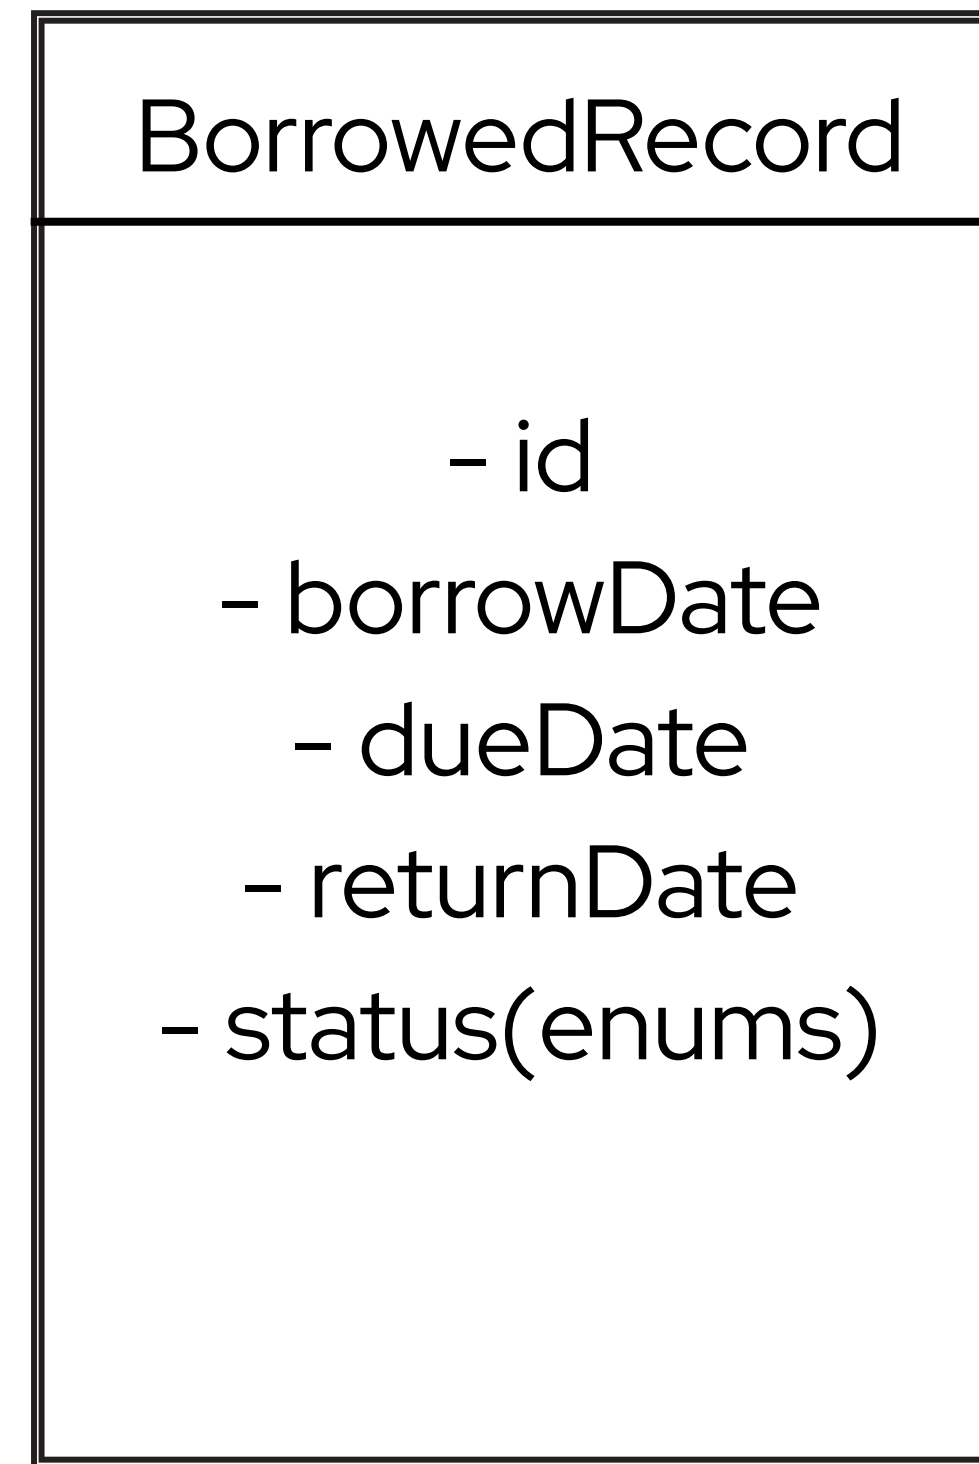 BorrowedRecord
- id
- borrowDate
- dueDate
- returnDate
- status(enums)